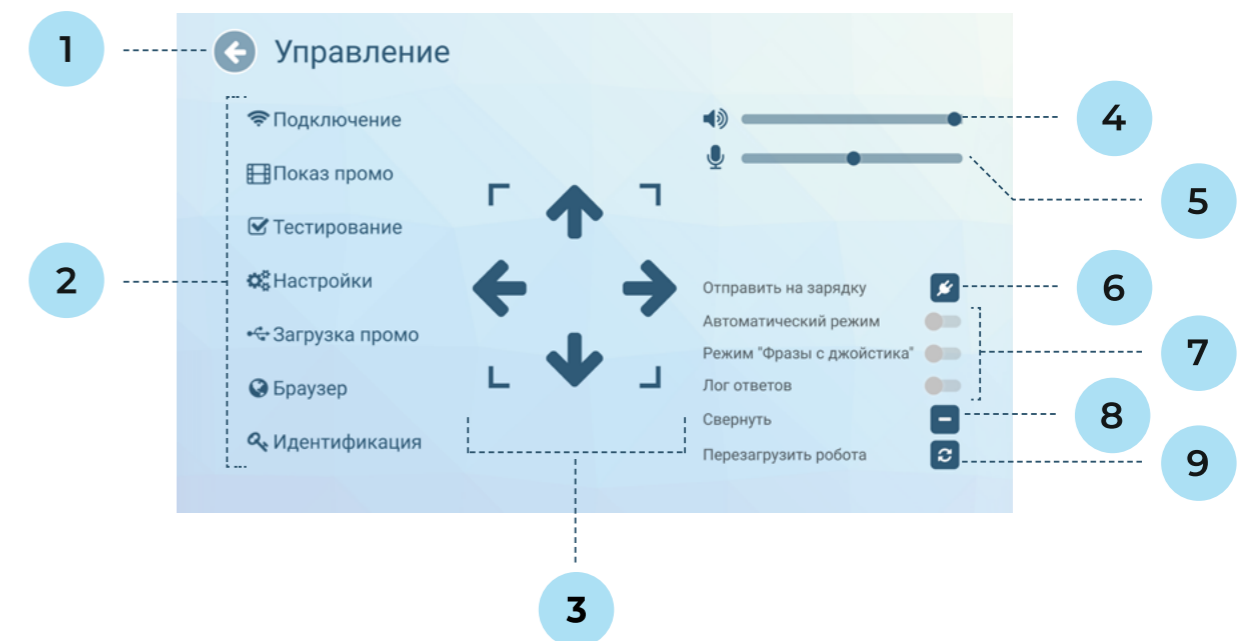 1
Управление
2
Подключение
Показ промо
Тестирование
Настройки
Загрузка промо
Браузер
Идентификация
3
4
5
Отправить на зарядку
6
Автоматический режим
Режим "Фразы с джойстика"
Лог ответов
7
Свернуть
8
Перезагрузить робота
9